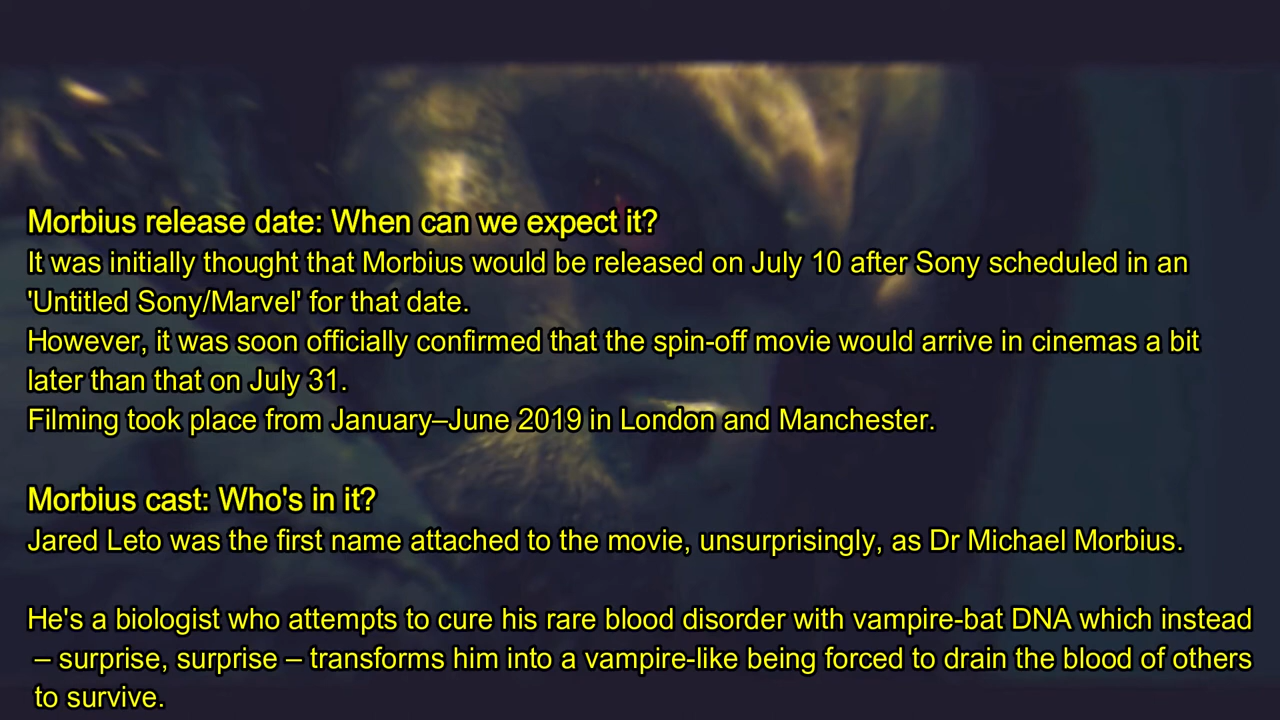 Morbius release date: When can we expect it?
It was initially thought that Morbius would be released on July 10 after Sony scheduled in an
'Untitled Sony/Marvel' for that date.
However, it was soon officially confirmed that the spin-off movie would arrive in cinemas a bit
later than that on July 31.
Filming took place from January–June 2019 in London and Manchester.
Morbius cast: Who's in it?
Jared Leto was the first name attached to the movie, unsurprisingly, as Dr Michael Morbius.
He's a biologist who attempts to cure his rare blood disorder with vampire-bat DNA which instead
– surprise, surprise – transforms him into a vampire-like being forced to drain the blood of others
to survive.